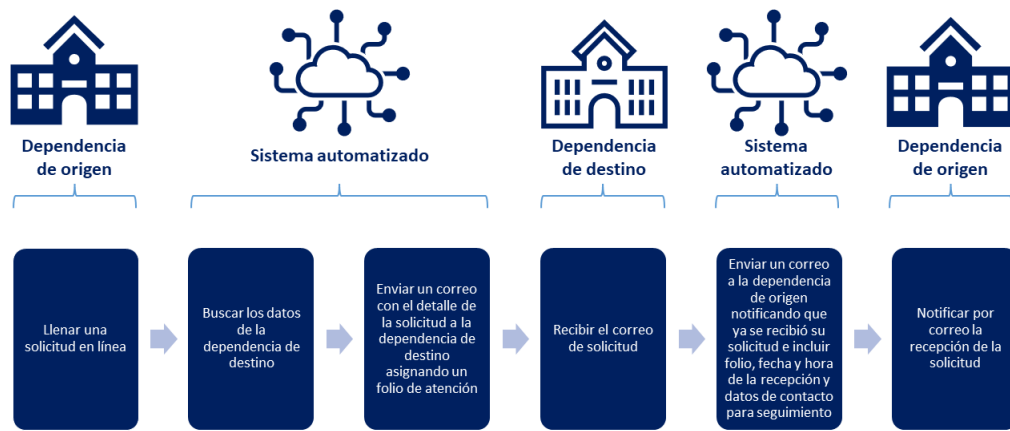 Dependencia
de origen
Sistema automatizado
Dependencia
de destino
Sistema
automatizado
Dependencia
de origen
Llenar una
solicitud en línea
Buscar los datos
de la
dependencia de
destino
Enviar un correo
con el detalle de
la solicitud a la
dependencia de
destino
asignando un
folio de atención
Recibir el correo
de solicitud
Enviar un correo
a la dependencia
de origen
notificando que
ya se recibió su
solicitud e incluir
folio, fecha y hora
de la recepción y
datos de contacto
para seguimiento
Notificar por
correo la
recepción de la
solicitud